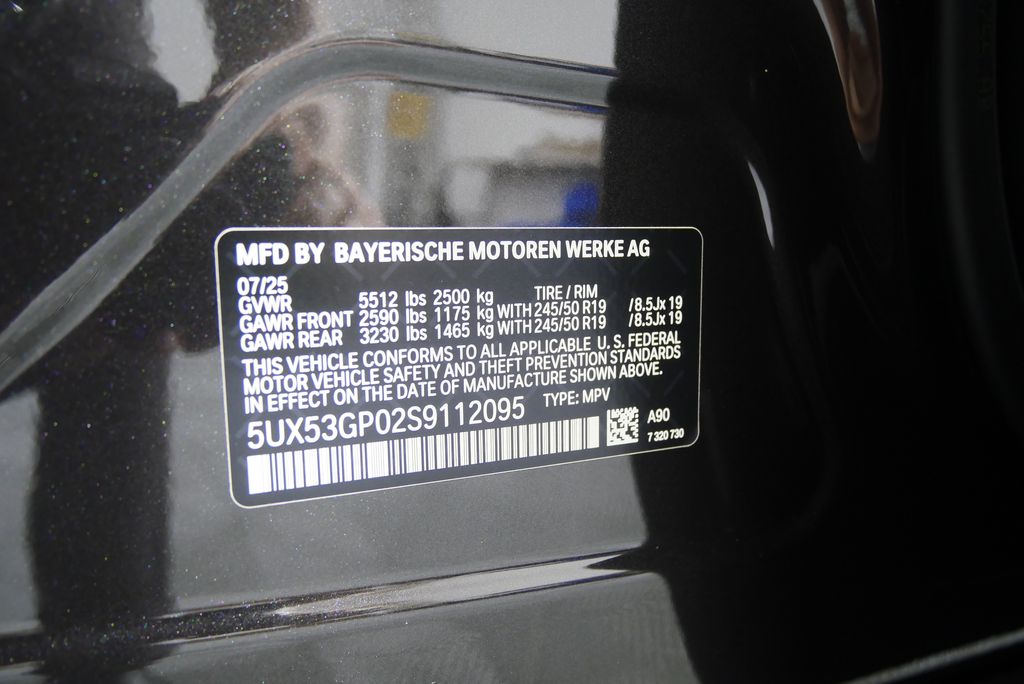 MFD BY BAYERISCHE MOTOREN WERKE AG
07/25 TIRE / RIM
GVWR 5512 lbs 2500 kg
GAWR FRONT 2590 lbs 1175 kg WITH 245/50 R19 /8.5Jx 19
GAWR REAR 3230 lbs 1465 kg WITH 245/50 R19 /8.5Jx 19
THIS VEHICLE CONFORMS TO ALL APPLICABLE U. S. FEDERAL
MOTOR VEHICLE SAFETY AND THEFT PREVENTION STANDARDS
IN EFFECT ON THE DATE OF MANUFACTURE SHOWN ABOVE.
5UX53GP02S9112095 TYPE: MPV
A90
7 320 730